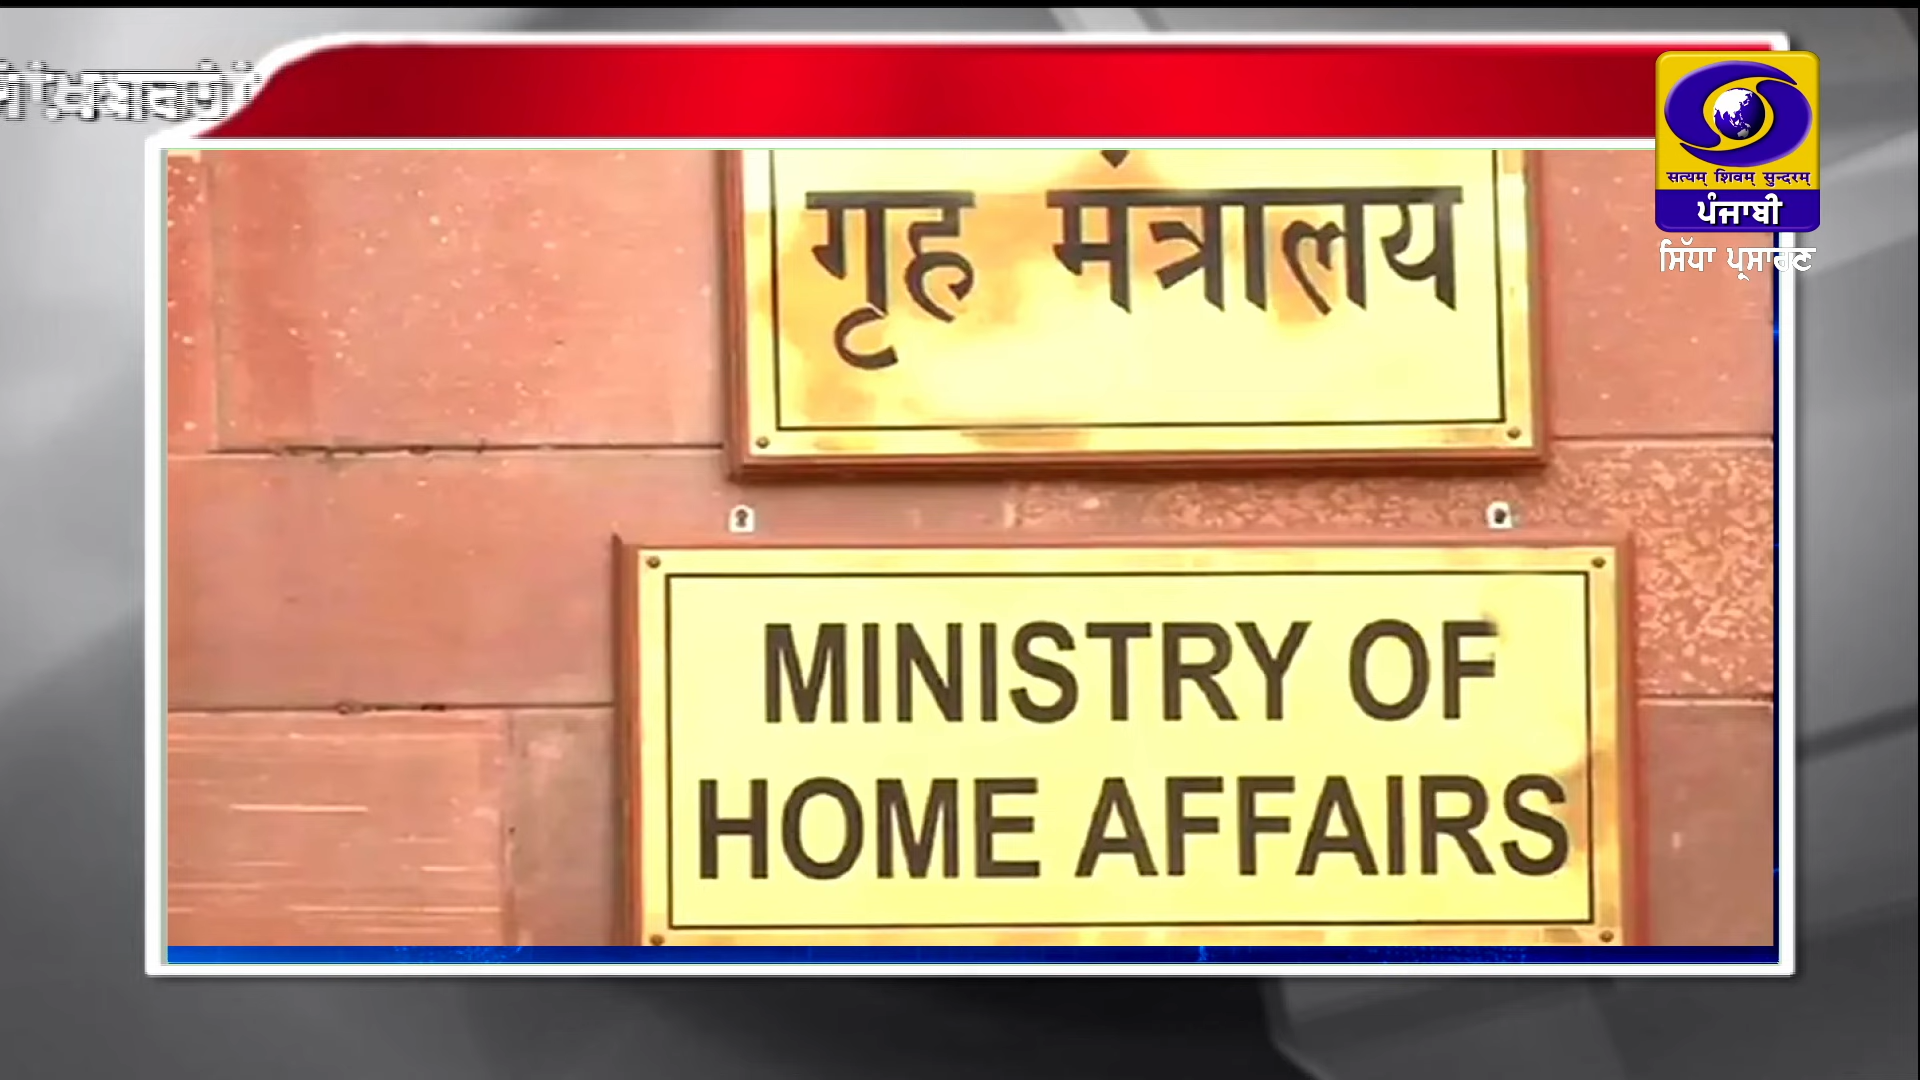 सत्यम् शिवम् सुन्दरम्
ਪੰਜਾਬੀ
ਸਿੱਧਾ ਪ੍ਰਸਾਰਣ
गृह मंत्रालय
MINISTRY OF
HOME AFFAIRS